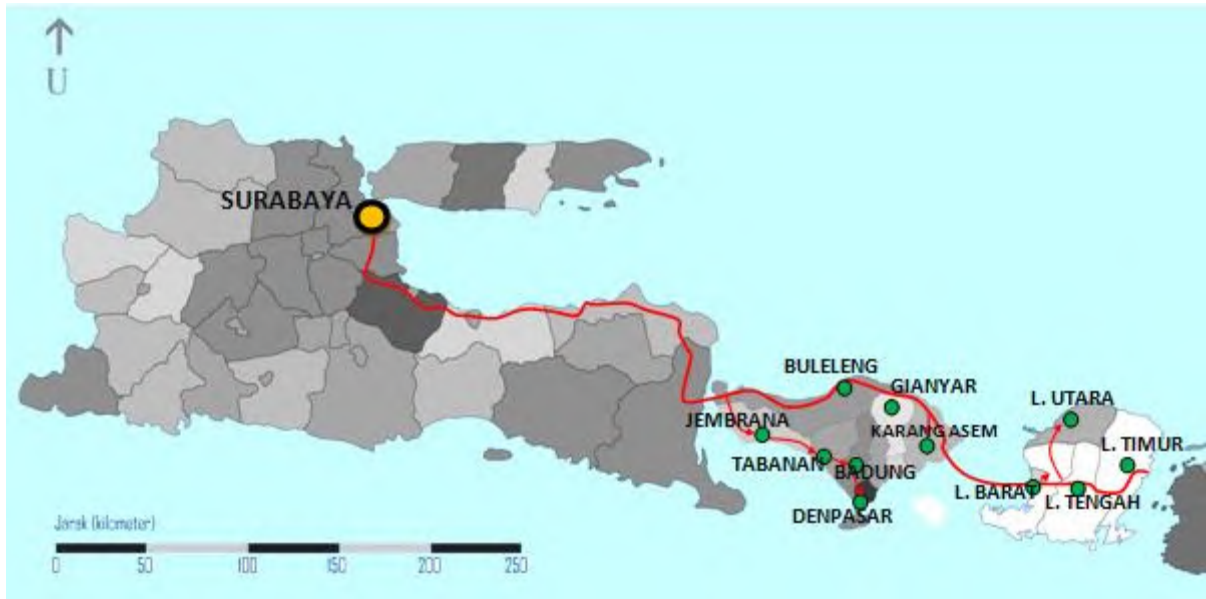 U
SURABAYA
BULELENG
GIANYAR
L. UTARA
JEMBRANA
KARANG ASEM
L. TIMUR
TABANAN
BADUNG
L. BARAT
L. TENGAH
DENPASAR
Jarak (kilometer)
0 50 100 150 200 250